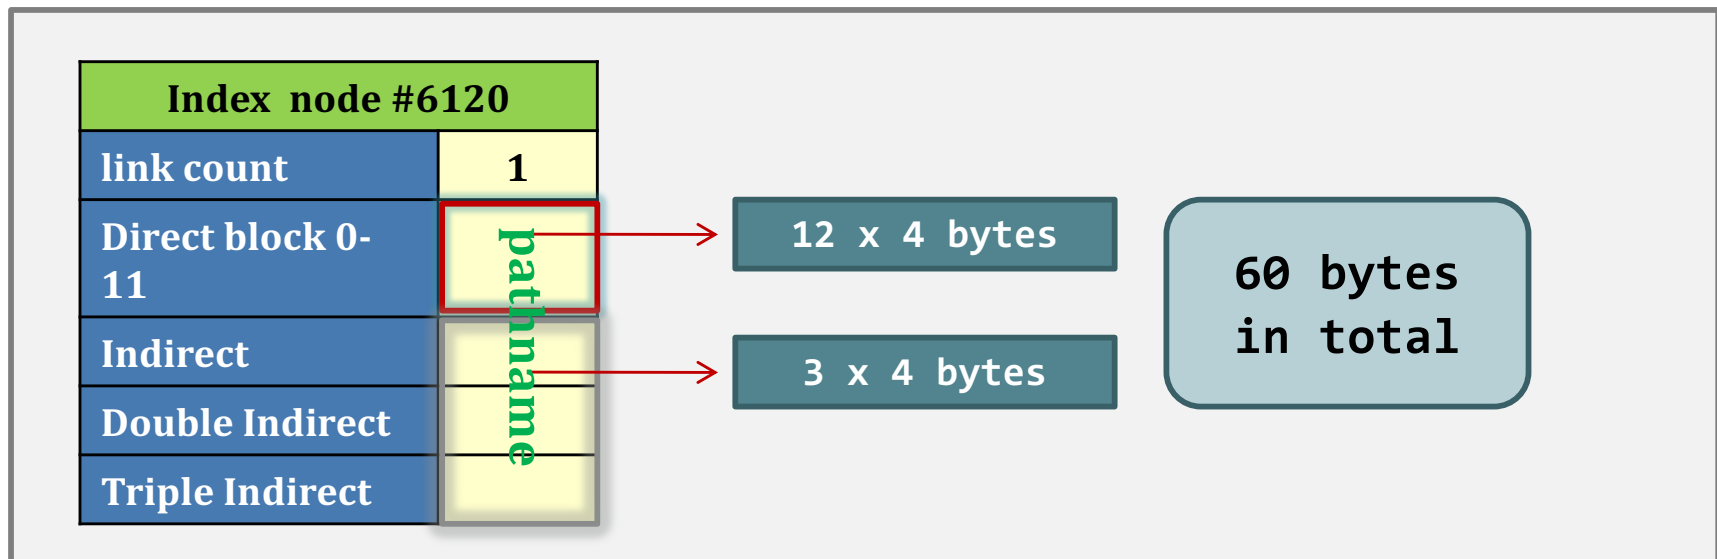 Index node #6120
link count 1
Direct block 0-
11
Indirect
Double Indirect
Triple Indirect
pathname
12 x 4 bytes
3 x 4 bytes
60 bytes
in total